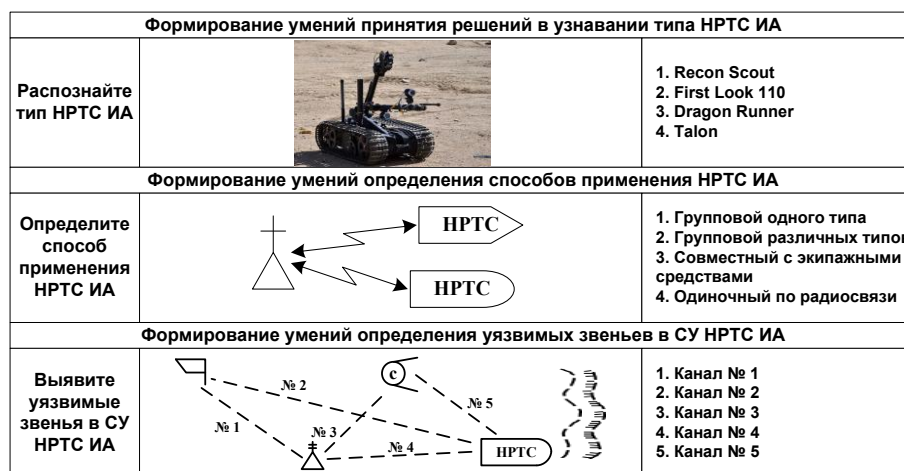 Формирование умений принятия решений в узнавании типа НРТС ИА
Распознайте
тип НРТС ИА
1. Recon Scout
2. First Look 110
3. Dragon Runner
4. Talon
Формирование умений определения способов применения НРТС ИА
Определите
способ
применения
НРТС ИА
НРТС
НРТС
1. Групповой одного типа
2. Групповой различных типов
3. Совместный с экипажными
средствами
4. Одиночный по радиосвязи
Формирование умений определения уязвимых звеньев в СУ НРТС ИА
Выявите
уязвимые
звенья в СУ
НРТС ИА
с
№ 2
№ 5
№ 1
№ 3
№ 4
НРТС
1. Канал № 1
2. Канал № 2
3. Канал № 3
4. Канал № 4
5. Канал № 5